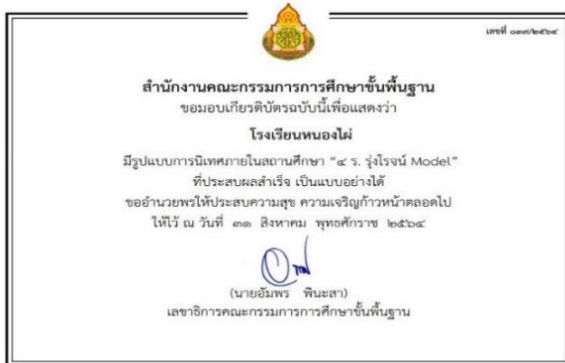 เลขที่ ๐๓๗/๒๕๖๔
สำนักงานคณะกรรมการการศึกษาขั้นพื้นฐาน
ขอมอบเกียรติบัตรฉบับนี้เพื่อแสดงว่า
โรงเรียนหนองไผ่
มีรูปแบบการนิเทศภายในสถานศึกษา "๔ ร. รุ่งโรจน์ Model"
ที่ประสบผลสำเร็จ เป็นแบบอย่างได้
ขออำนวยพรให้ประสบความสุข ความเจริญก้าวหน้าตลอดไป
ให้ไว้ ณ วันที่ ๓๑ สิงหาคม พุทธศักราช ๒๕๖๔
(นายอัมพร พินะสา)
เลขาธิการคณะกรรมการการศึกษาขั้นพื้นฐาน